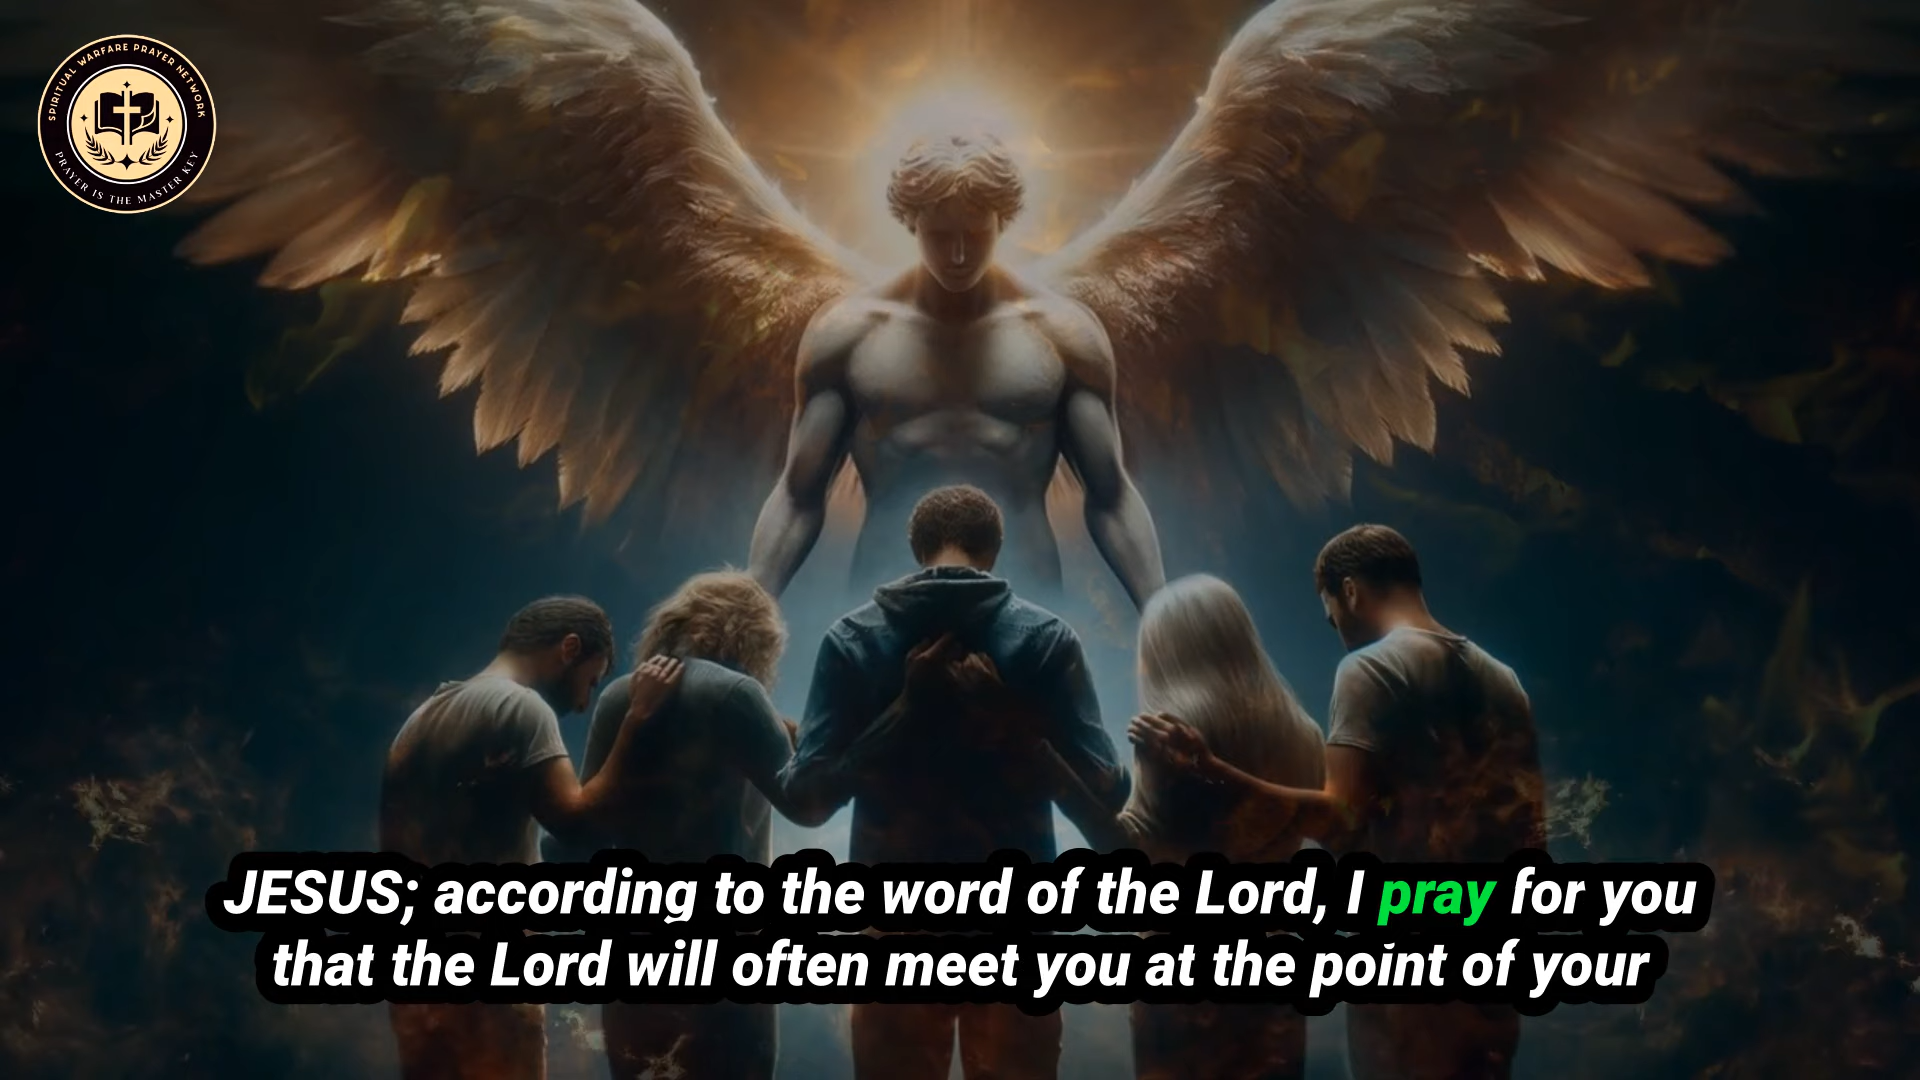 SPIRITUAL WARFARE PRAYER NETWORK
PRAYER IS THE MASTER KEY
JESUS; according to the word of the Lord, I pray for you
that the Lord will often meet you at the point of your